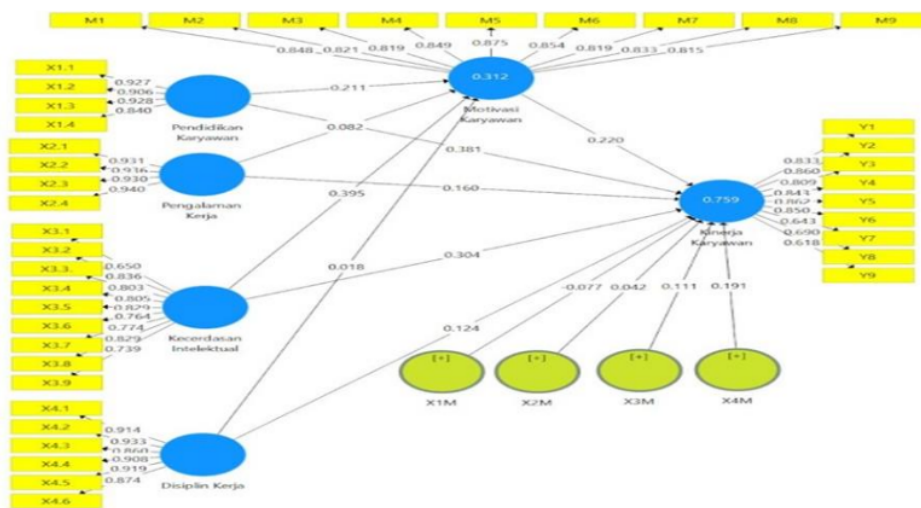 M1 M2 M3 M4 M5 M6 M7 M8 M9
0.848 0.821 0.819 0.849 0.875 0.854 0.819 0.833 0.815
X1.1
X1.2
X1.3
X1.4
0.927
0.906
0.928
0.840
Pendidikan
Karyawan
0.312
Motivasi
Karyawan
0.211
0.082
0.381
0.220
X2.1
X2.2
X2.3
X2.4
0.931
0.936
0.930
0.940
Pengalaman
Kerja
0.395
0.160
0.018
0.304
0.759
Kinerja
Karyawan
Y1
Y2
Y3
Y4
Y5
Y6
Y7
Y8
Y9
0.833
0.860
0.809
0.843
0.862
0.850
0.643
0.690
0.618
X3.1
X3.2
X3.3.
X3.4
X3.5
X3.6
X3.7
X3.8
X3.9
0.650
0.836
0.803
0.805
0.829
0.764
0.774
0.829
0.739
Kecerdasan
Intelektual
0.124
-0.077
0.042
0.111
0.191
[+] [+] [+] [+]
X1M X2M X3M X4M
X4.1
X4.2
X4.3
X4.4
X4.5
X4.6
0.914
0.933
0.860
0.908
0.919
0.874
Disiplin Kerja